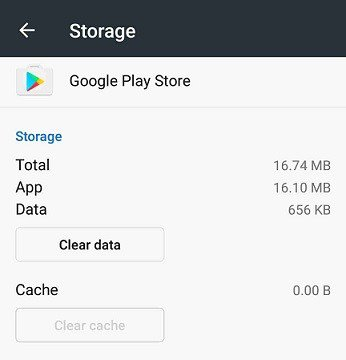 Storage
Google Play Store
Storage
Total 16.74 MB
App 16.10 MB
Data 656 KB
Clear data
Cache 0.00 B
Clear cache